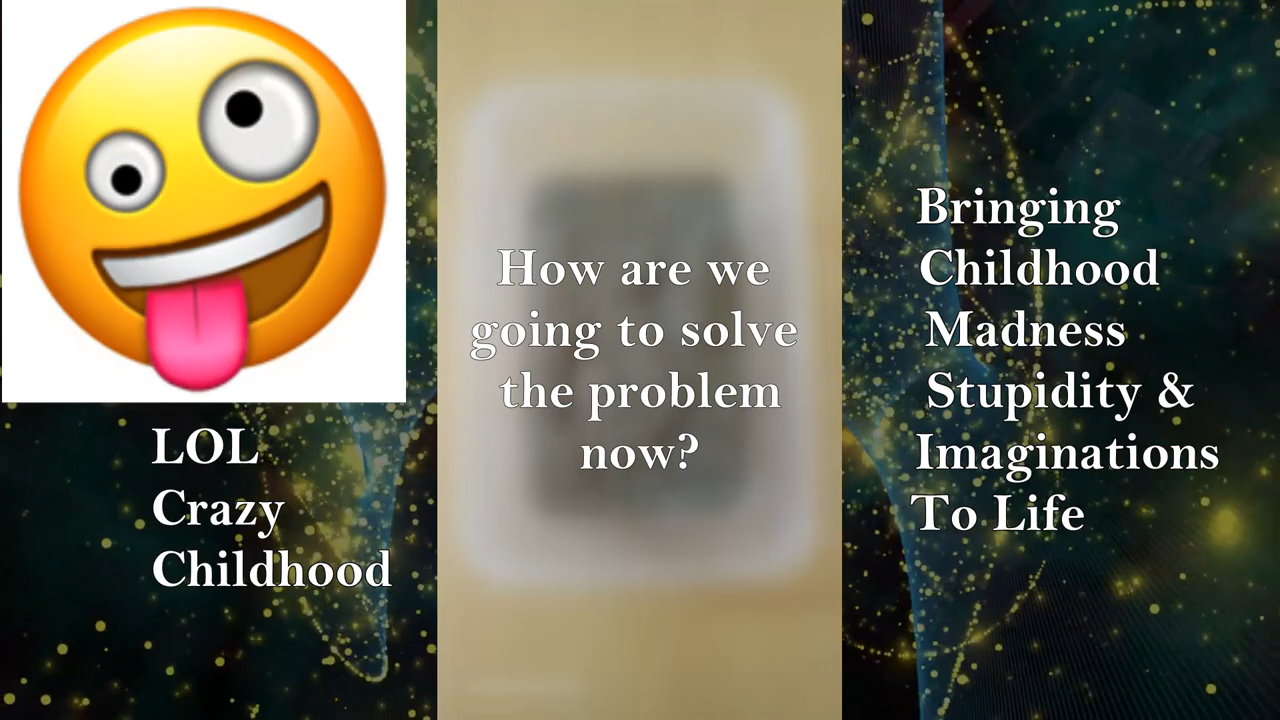 LOL
Crazy
Childhood
How are we
going to solve
the problem
now?
Bringing
Childhood
Madness
Stupidity &
Imaginations
To Life